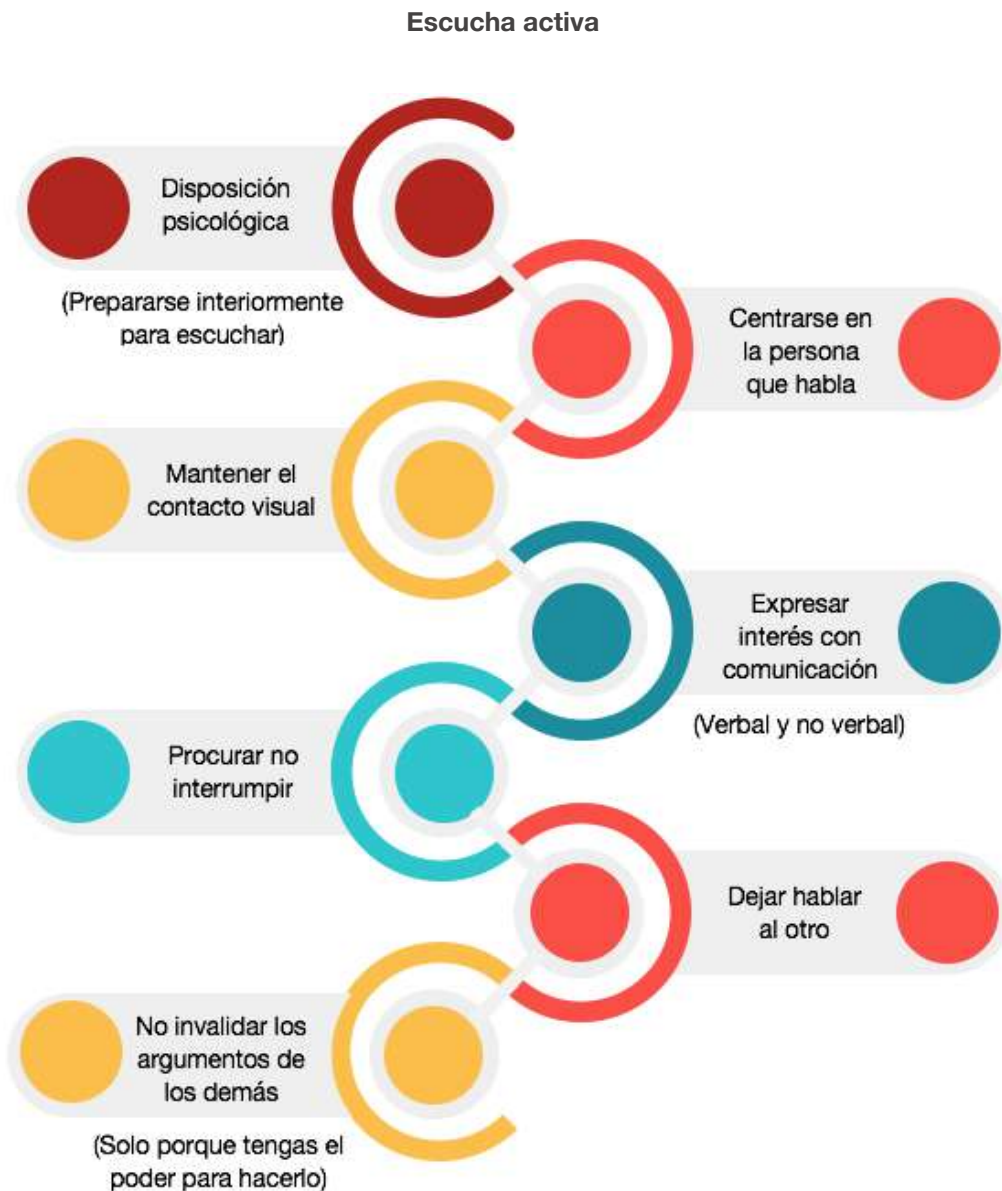 Escucha activa
Disposición
psicológica
(Prepararse interiormente
para escuchar)
Centrarse en
la persona
que habla
Mantener el
contacto visual
Expresar
interés con
comunicación
(Verbal y no verbal)
Procurar no
interrumpir
Dejar hablar
al otro
No invalidar los
argumentos de
los demás
(Solo porque tengas el
poder para hacerlo)